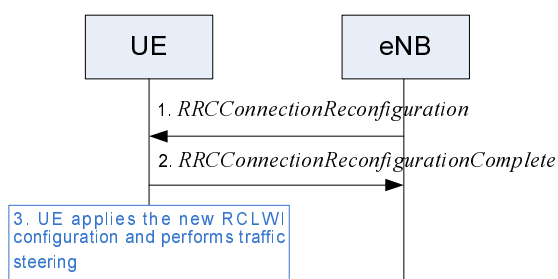 UE
eNB
1. RRCConnectionReconfiguration
2. RRCConnectionReconfigurationComplete
3. UE applies the new RCLWI
configuration and performs traffic
steering